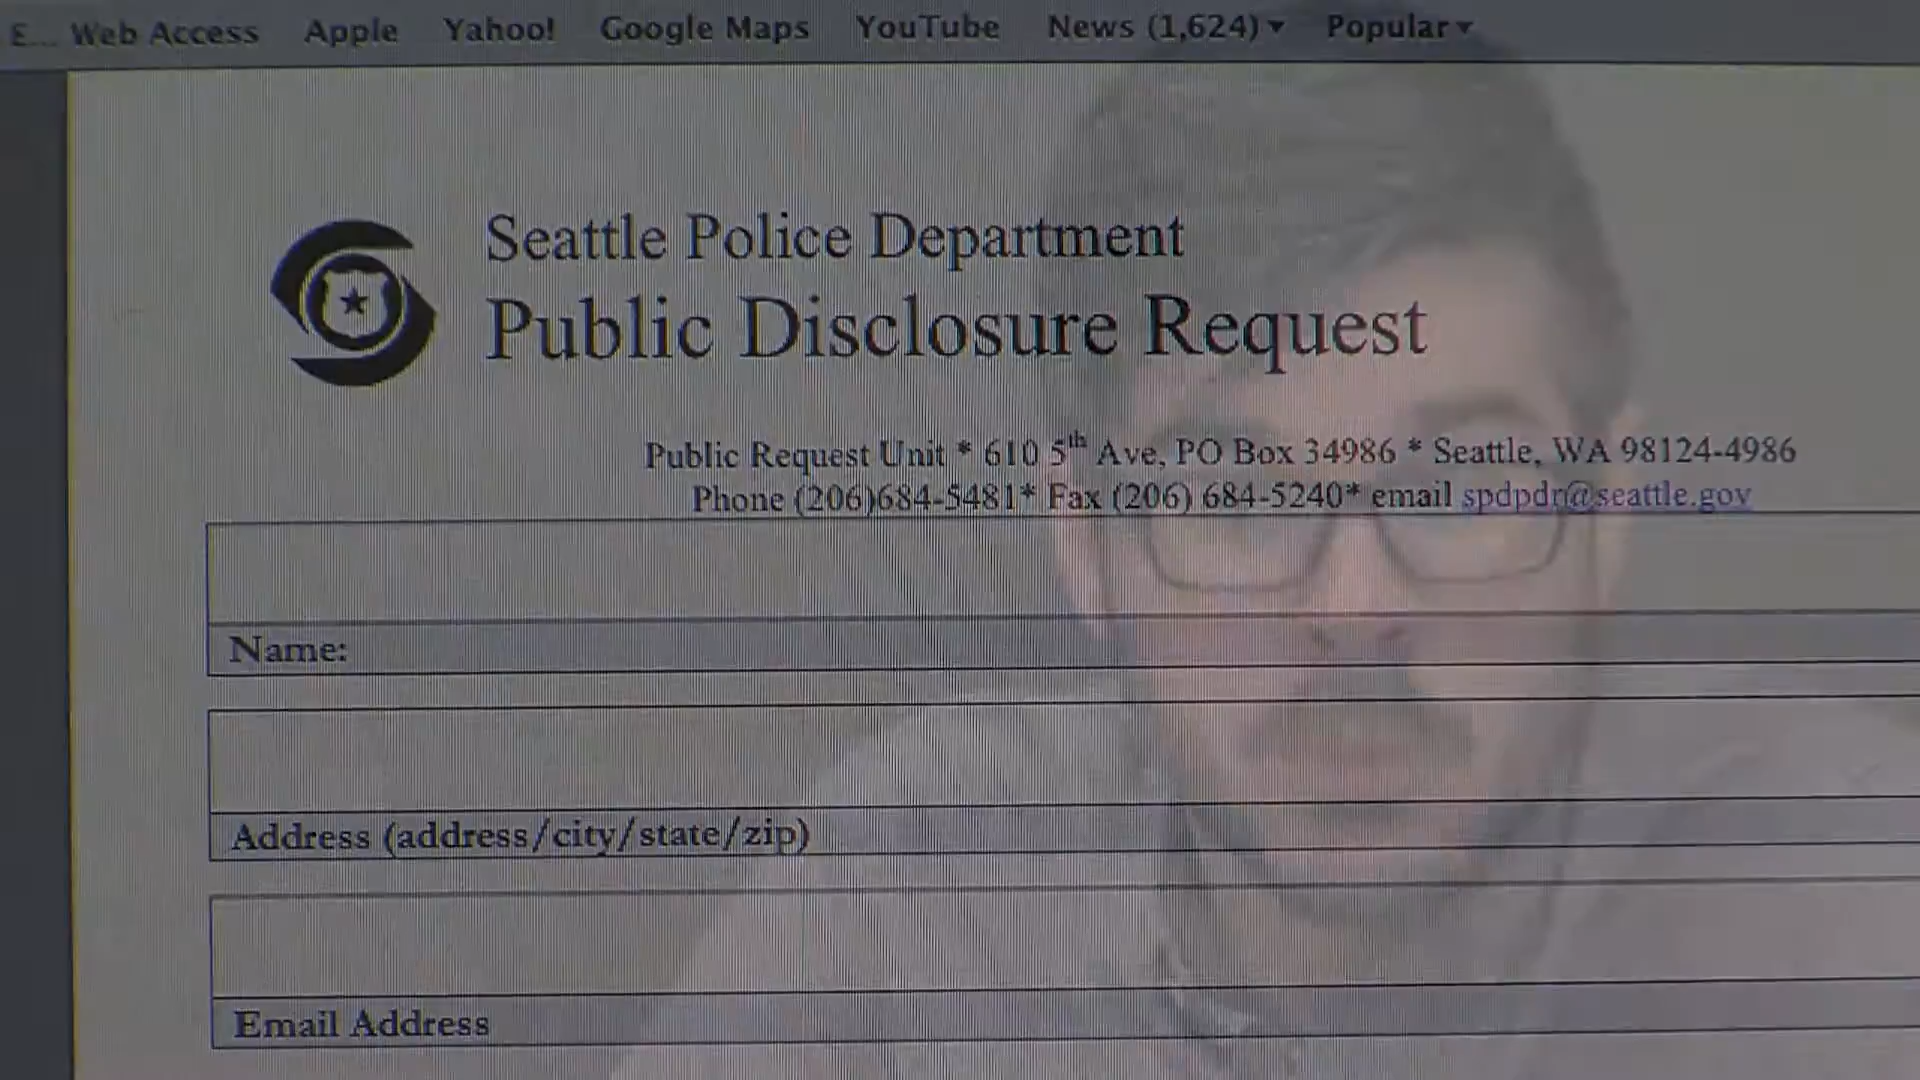 E... Web Access Apple Yahoo! Google Maps YouTube News (1,624)▾ Popular▾
Seattle Police Department
Public Disclosure Request
Public Request Unit * 610 5th Ave, PO Box 34986 * Seattle, WA 98124-4986
Phone (206)684-5481* Fax (206) 684-5240* email spdpdr@seattle.gov
Name:
Address (address/city/state/zip)
Email Address